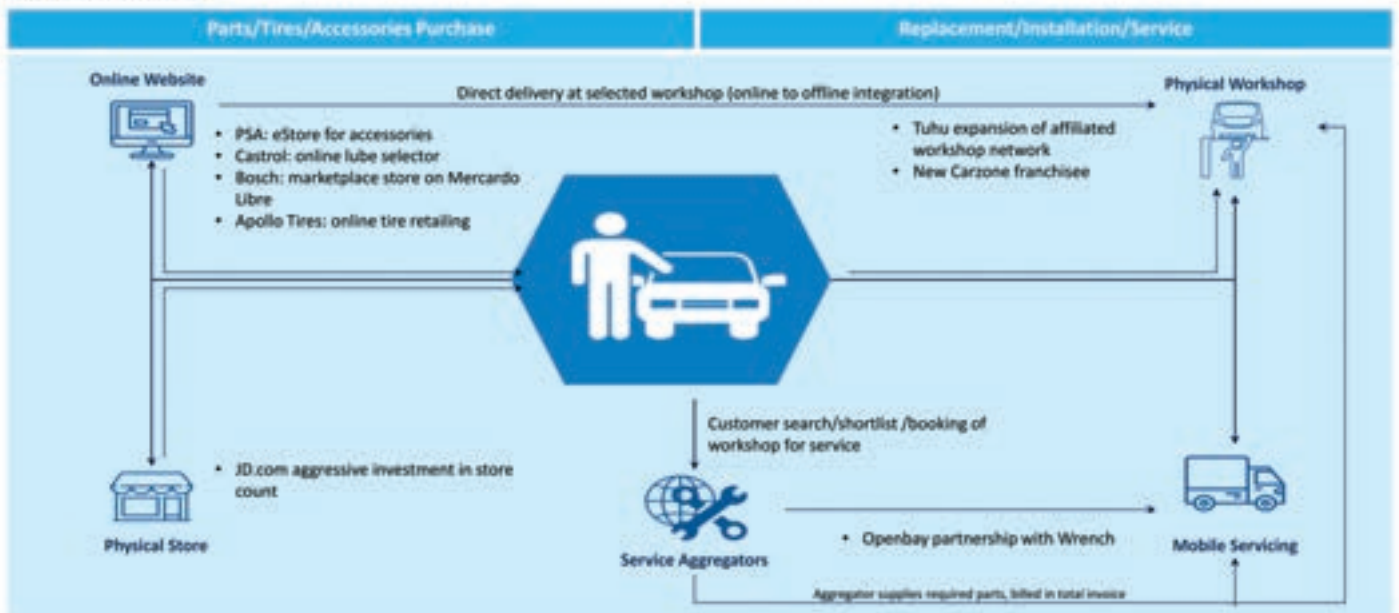 Parts/Tires/Accessories Purchase
Replacement/Installation/Service
Online Website
Direct delivery at selected workshop (online to offline integration)
Physical Workshop
• PSA: eStore for accessories
• Castrol: online lube selector
• Bosch: marketplace store on Mercardo
Libre
• Apollo Tires: online tire retailing
• Tuhu expansion of affiliated
workshop network
• New Carzone franchisee
Customer search/shortlist /booking of
workshop for service
• JD.com aggressive investment in store
count
Physical Store
Service Aggregators
• Openbay partnership with Wrench
Mobile Servicing
Aggregator supplies required parts, billed in total invoice